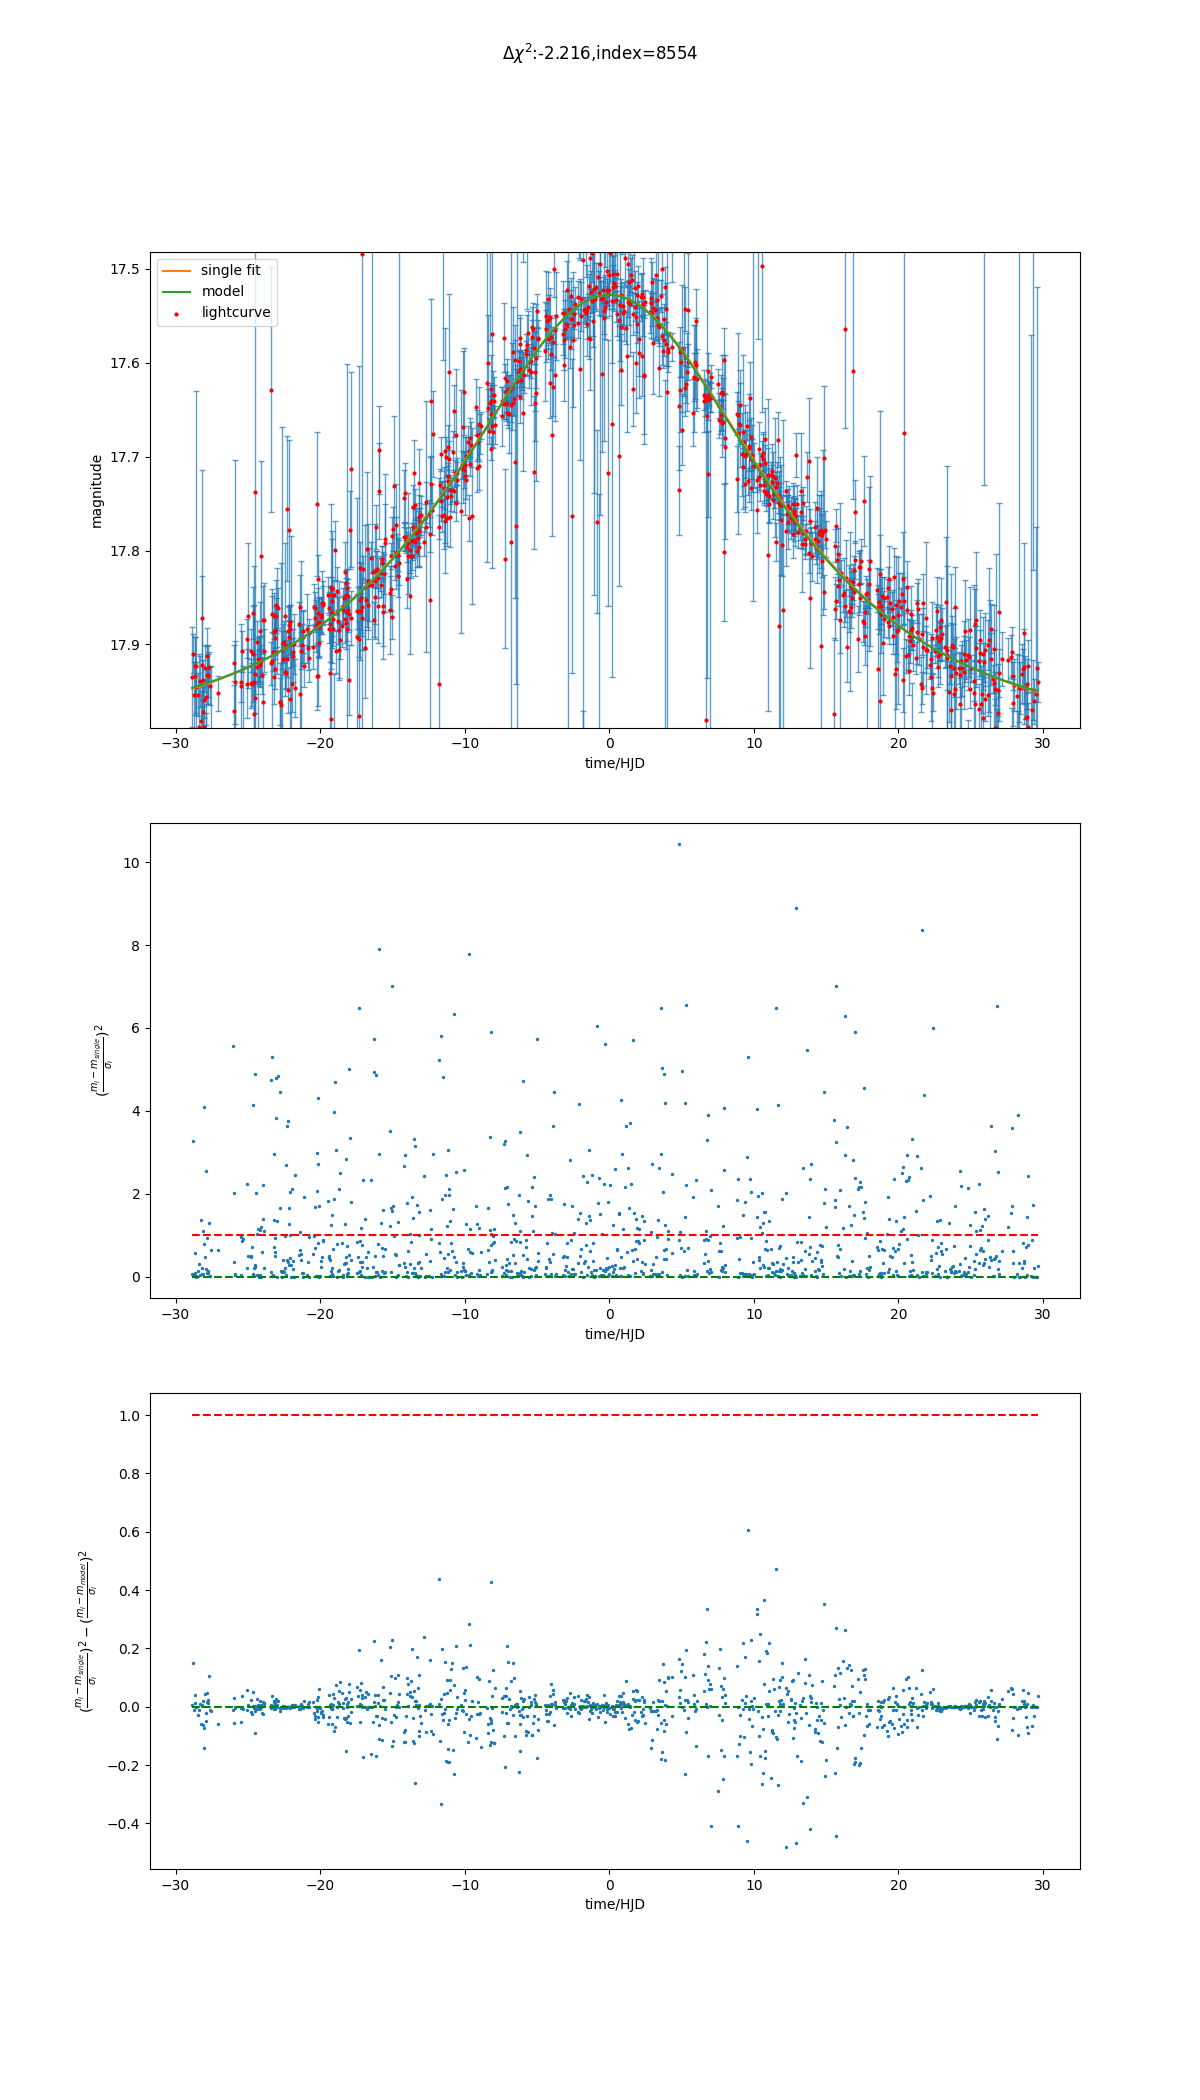 Δχ²:-2.216,index=8554
single fit
model
lightcurve
17.5
17.6
17.7
17.8
17.9
magnitude
−30 −20 −10 0 10 20 30
time/HJD
10
8
6
4
2
0
((m_i − m_single)/σ_i)²
−30 −20 −10 0 10 20 30
time/HJD
1.0
0.8
0.6
0.4
0.2
0.0
−0.2
−0.4
((m_i − m_single)/σ_i)² − ((m_i − m_model)/σ_i)²
−30 −20 −10 0 10 20 30
time/HJD